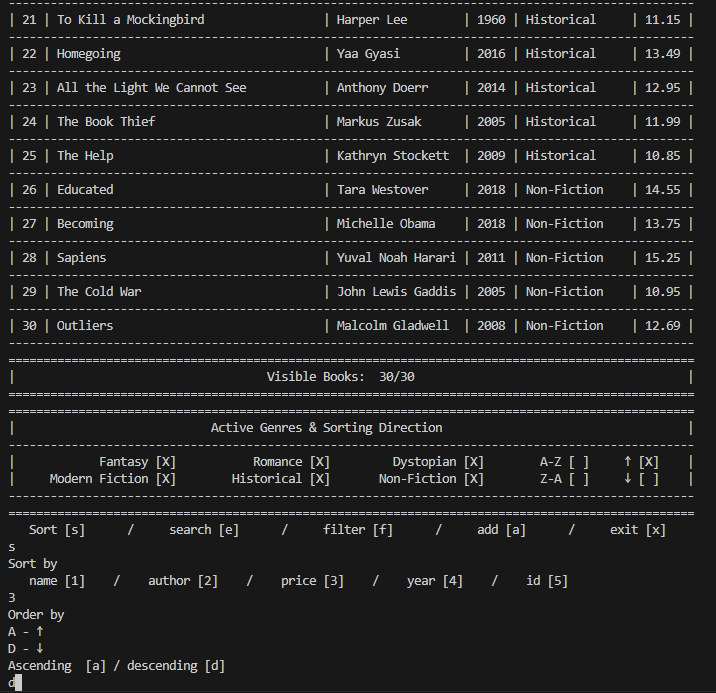 --------------------------------------------------------------------------------------------------
| 21 | To Kill a Mockingbird                 | Harper Lee        | 1960 | Historical     | 11.15 |
--------------------------------------------------------------------------------------------------
| 22 | Homegoing                             | Yaa Gyasi         | 2016 | Historical     | 13.49 |
--------------------------------------------------------------------------------------------------
| 23 | All the Light We Cannot See           | Anthony Doerr     | 2014 | Historical     | 12.95 |
--------------------------------------------------------------------------------------------------
| 24 | The Book Thief                        | Markus Zusak      | 2005 | Historical     | 11.99 |
--------------------------------------------------------------------------------------------------
| 25 | The Help                              | Kathryn Stockett  | 2009 | Historical     | 10.85 |
--------------------------------------------------------------------------------------------------
| 26 | Educated                              | Tara Westover     | 2018 | Non-Fiction    | 14.55 |
--------------------------------------------------------------------------------------------------
| 27 | Becoming                              | Michelle Obama    | 2018 | Non-Fiction    | 13.75 |
--------------------------------------------------------------------------------------------------
| 28 | Sapiens                               | Yuval Noah Harari | 2011 | Non-Fiction    | 15.25 |
--------------------------------------------------------------------------------------------------
| 29 | The Cold War                          | John Lewis Gaddis | 2005 | Non-Fiction    | 10.95 |
--------------------------------------------------------------------------------------------------
| 30 | Outliers                              | Malcolm Gladwell  | 2008 | Non-Fiction    | 12.69 |
--------------------------------------------------------------------------------------------------
==================================================================================================
|                                    Visible Books:  30/30                                       |
==================================================================================================
==================================================================================================
|                            Active Genres & Sorting Direction                                   |
--------------------------------------------------------------------------------------------------
|            Fantasy [X]           Romance [X]         Dystopian [X]        A-Z [ ]     ↑ [X]    |
|     Modern Fiction [X]        Historical [X]       Non-Fiction [X]        Z-A [ ]     ↓ [ ]    |
--------------------------------------------------------------------------------------------------
==================================================================================================
   Sort [s]      /     search [e]      /     filter [f]      /     add [a]      /     exit [x]
s
Sort by
   name [1]    /    author [2]    /    price [3]    /    year [4]    /    id [5]
3
Order by
A - ↑
D - ↓
Ascending  [a] / descending [d]
d